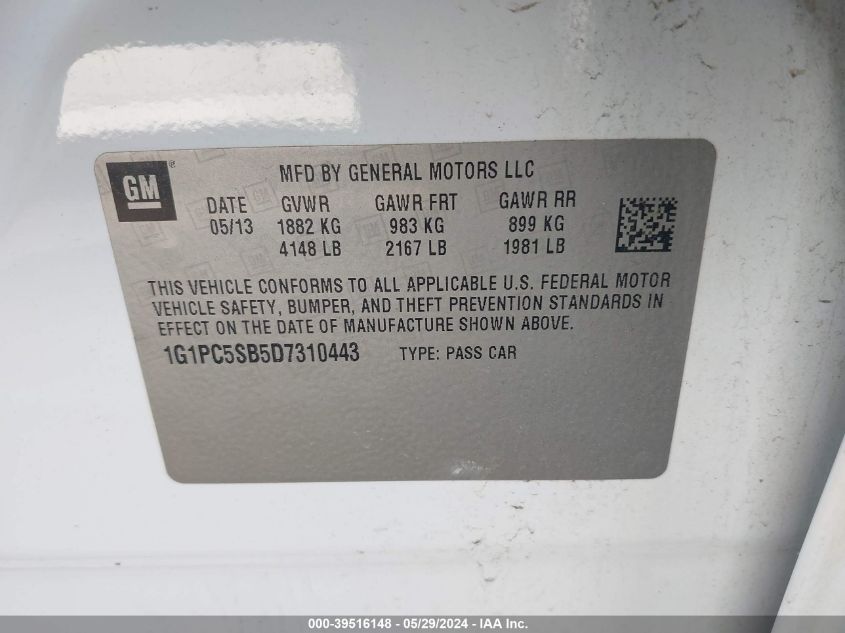 GM ® MFD BY GENERAL MOTORS LLC
DATE GVWR GAWR FRT GAWR RR
05/13 1882 KG 983 KG 899 KG
4148 LB 2167 LB 1981 LB
THIS VEHICLE CONFORMS TO ALL APPLICABLE U.S. FEDERAL MOTOR
VEHICLE SAFETY, BUMPER, AND THEFT PREVENTION STANDARDS IN
EFFECT ON THE DATE OF MANUFACTURE SHOWN ABOVE.
1G1PC5SB5D7310443 TYPE: PASS CAR
000-39516148 - 05/29/2024 - IAA Inc.